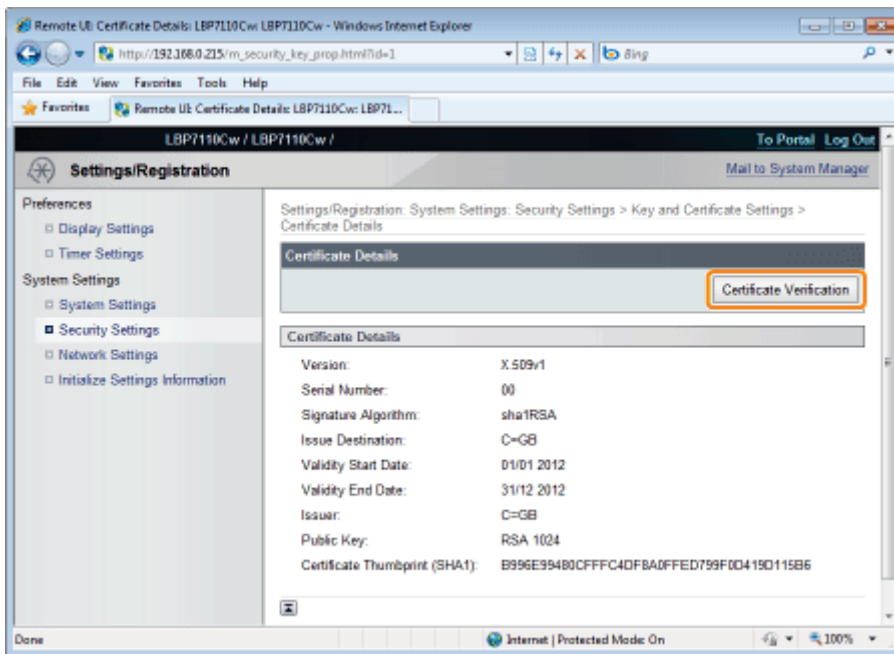 Remote UI: Certificate Details: LBP7110Cw: LBP7110Cw - Windows Internet Explorer
http://192.168.0.215/m_security_key_prop.html?id=1
Bing
File Edit View Favorites Tools Help
Favorites Remote UI: Certificate Details: LBP7110Cw: LBP71...
LBP7110Cw / LBP7110Cw /
To Portal Log Out
Settings/Registration
Mail to System Manager
Preferences
Display Settings
Timer Settings
System Settings
System Settings
Security Settings
Network Settings
Initialize Settings Information
Settings/Registration: System Settings: Security Settings > Key and Certificate Settings >
Certificate Details
Certificate Details
Certificate Verification
Certificate Details
Version: X.509v1
Serial Number: 00
Signature Algorithm: sha1RSA
Issue Destination: C=GB
Validity Start Date: 01/01 2012
Validity End Date: 31/12 2012
Issuer: C=GB
Public Key: RSA 1024
Certificate Thumbprint (SHA1): B996E99480CFFFC4DF8A0FFED799F0D419D115B6
Done
Internet | Protected Mode: On
100%